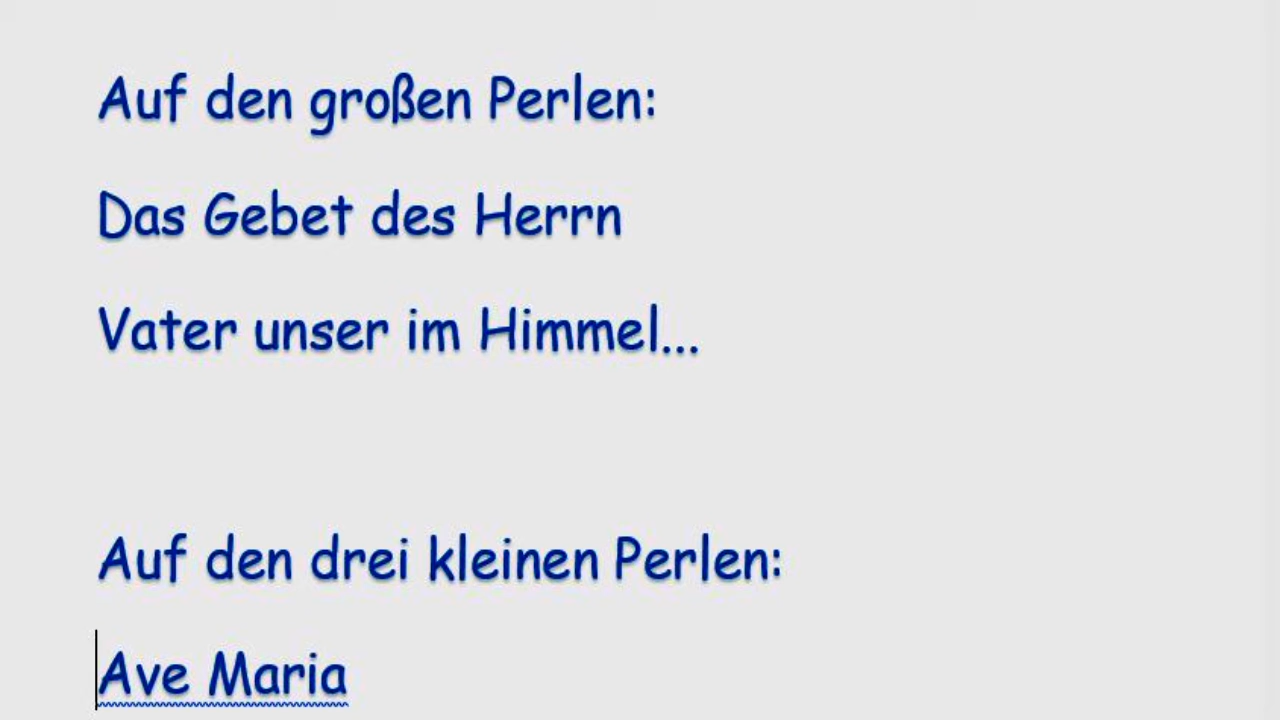 Auf den großen Perlen:
Das Gebet des Herrn
Vater unser im Himmel...
Auf den drei kleinen Perlen:
Ave Maria